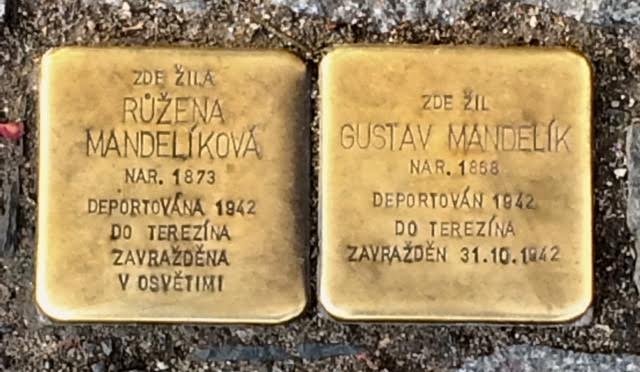 ZDE ŽILA
RŮŽENA
MANDELÍKOVÁ
NAR. 1873
DEPORTOVÁNA 1942
DO TEREZÍNA
ZAVRAŽDĚNA
V OSVĚTIMI
ZDE ŽIL
GUSTAV MANDELÍK
NAR. 1868
DEPORTOVÁN 1942
DO TEREZÍNA
ZAVRAŽDĚN 31.10.1942